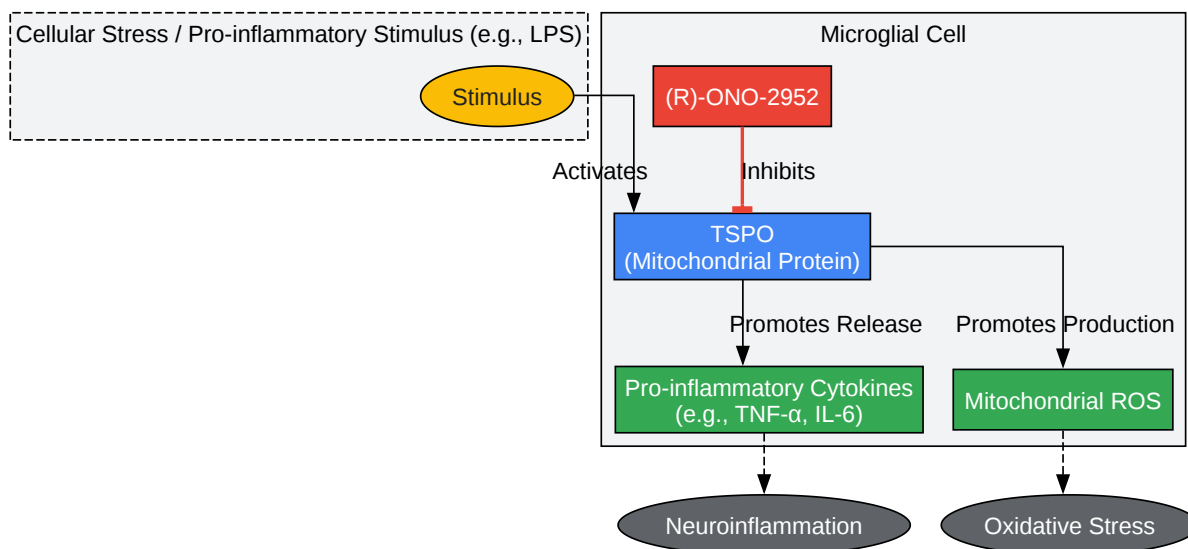 Cellular Stress / Pro-inflammatory Stimulus (e.g., LPS)
Microglial Cell
Stimulus
(R)-ONO-2952
Activates
Inhibits
TSPO
(Mitochondrial Protein)
Promotes Release
Promotes Production
Pro-inflammatory Cytokines
(e.g., TNF-α, IL-6)
Mitochondrial ROS
Neuroinflammation
Oxidative Stress